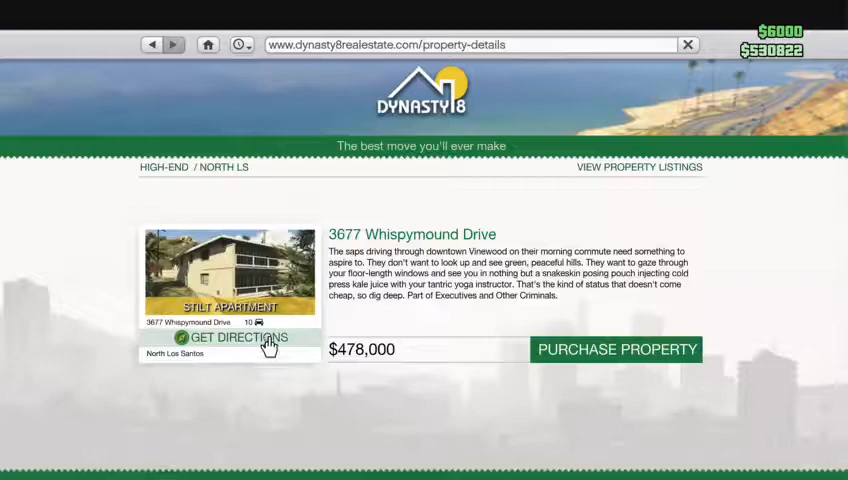 $6000
www.dynasty8realestate.com/property-details
$530822
DYNASTY8
The best move you'll ever make
HIGH-END / NORTH LS
VIEW PROPERTY LISTINGS
3677 Whispymound Drive
The saps driving through downtown Vinewood on their morning commute need something to
aspire to. They don't want to look up and see green, peaceful hills. They want to gaze through
your floor-length windows and see you in nothing but a snakeskin posing pouch injecting cold
press kale juice with your tantric yoga instructor. That's the kind of status that doesn't come
cheap, so dig deep. Part of Executives and Other Criminals.
STILT APARTMENT
3677 Whispymound Drive 10
GET DIRECTIONS
North Los Santos
$478,000
PURCHASE PROPERTY